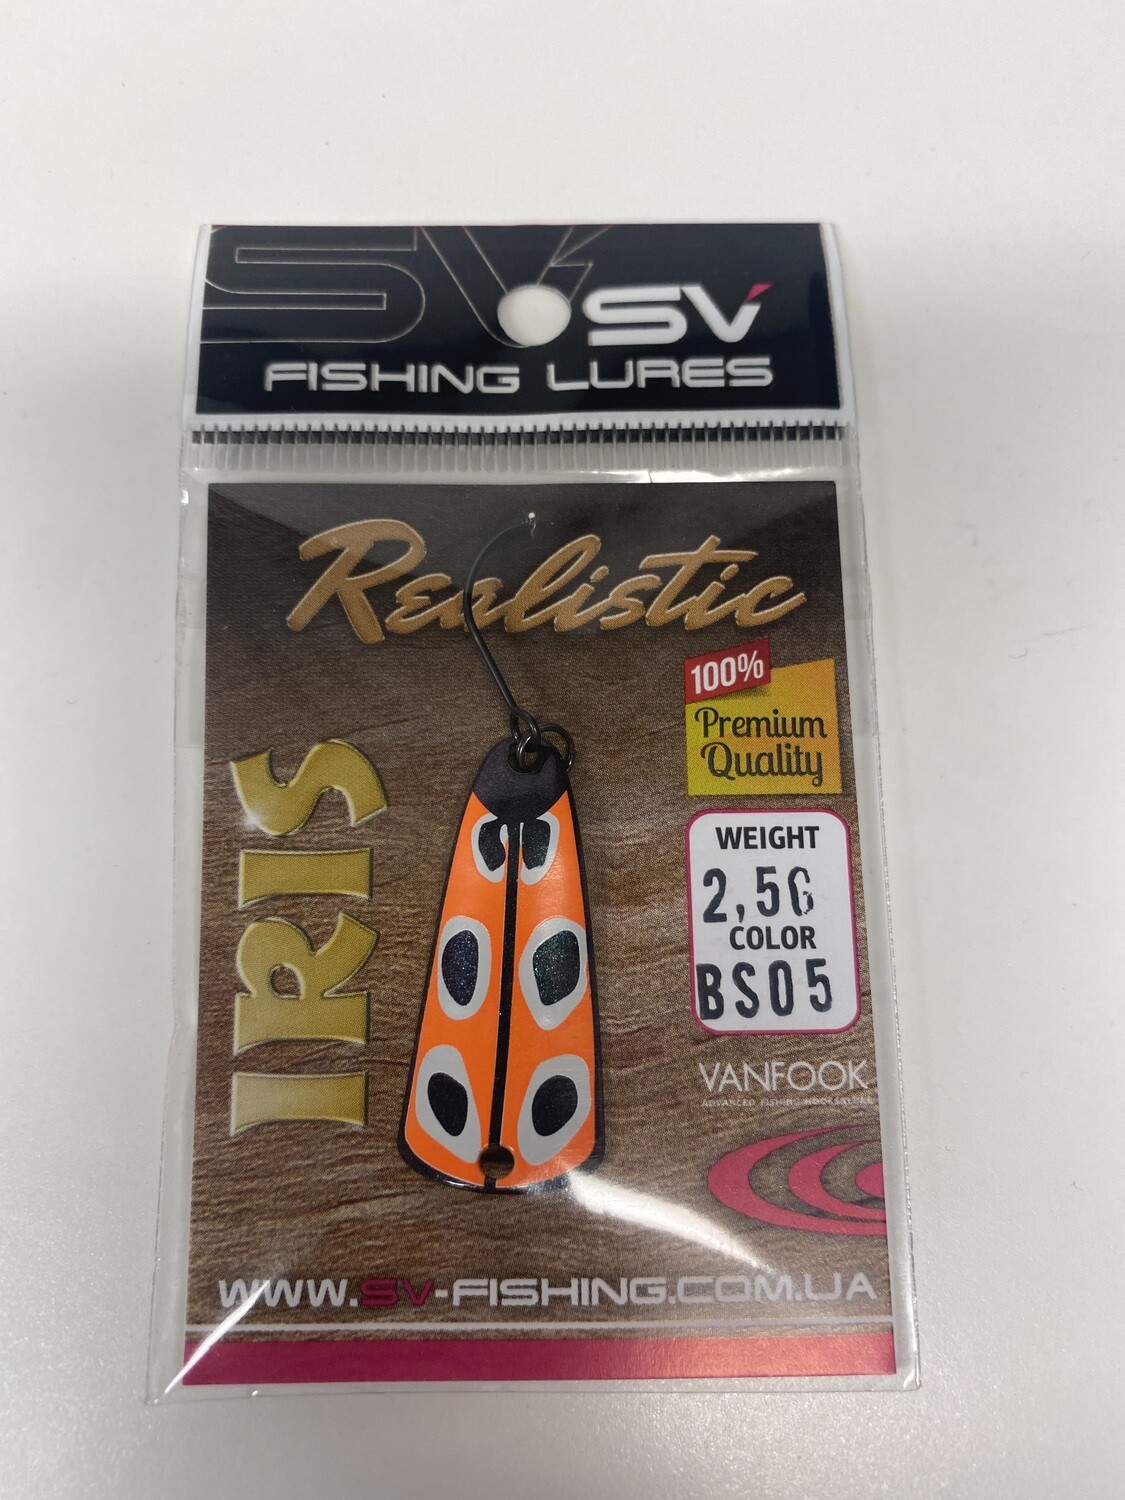 SV
SV
FISHING LURES
Realistic
100%
Premium
Quality
IRIS
WEIGHT
2,5G
COLOR
BS05
VANFOOK
WWW.SV-FISHING.COM.UA